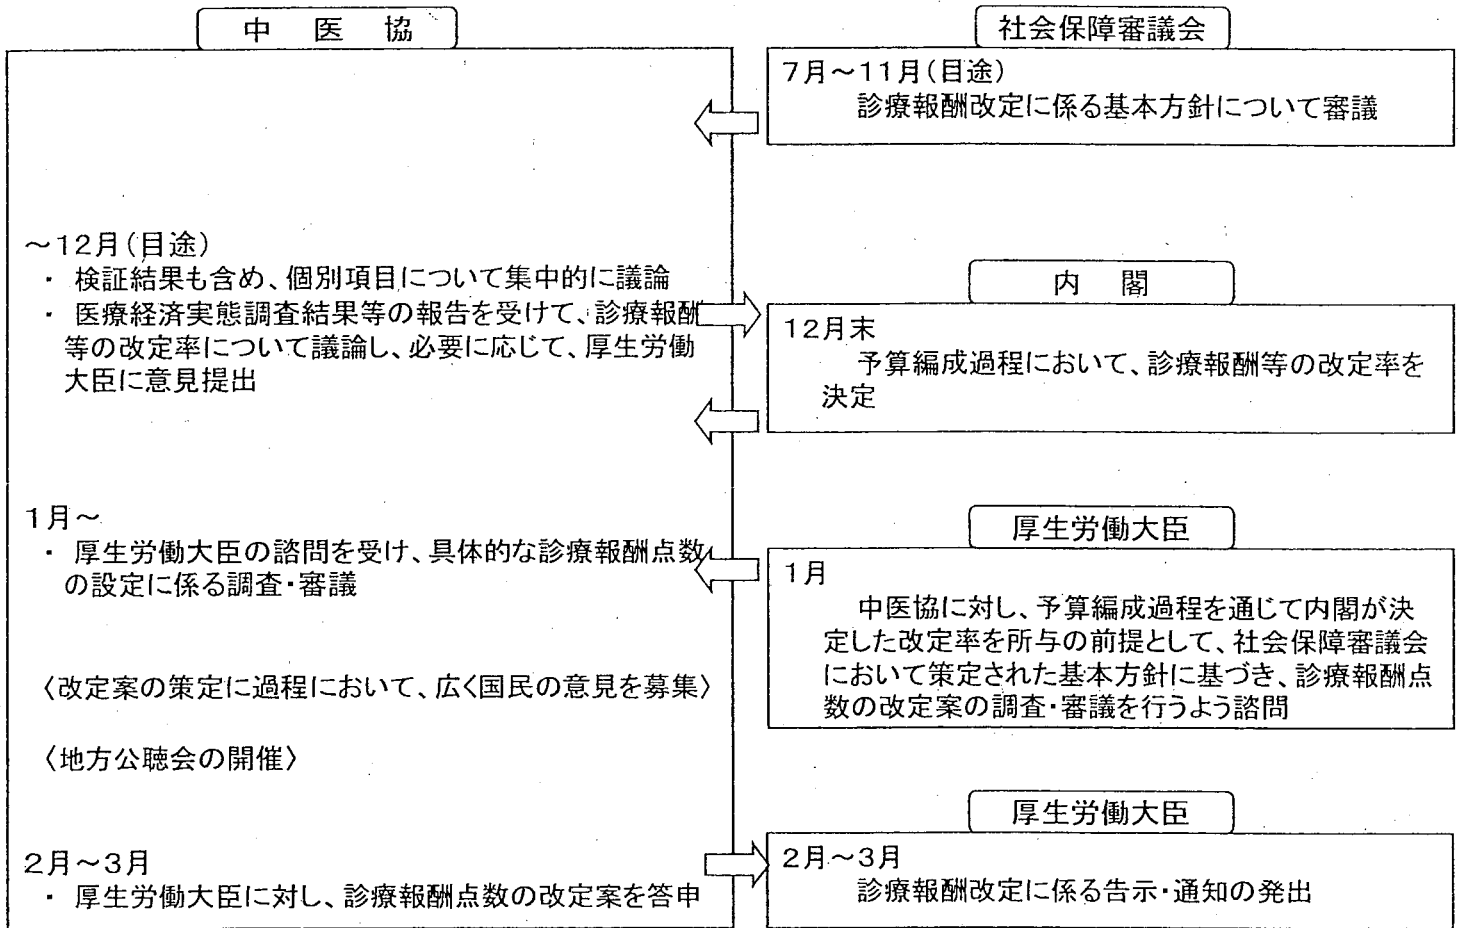 中　医　協
～12月（目途）
・ 検証結果も含め、個別項目について集中的に議論
・ 医療経済実態調査結果等の報告を受けて、診療報酬
等の改定率について議論し、必要に応じて、厚生労働
大臣に意見提出
1月～
・ 厚生労働大臣の諮問を受け、具体的な診療報酬点数
の設定に係る調査・審議
〈改定案の策定に過程において、広く国民の意見を募集〉
〈地方公聴会の開催〉
2月～3月
・ 厚生労働大臣に対し、診療報酬点数の改定案を答申
社会保障審議会
7月～11月（目途）
診療報酬改定に係る基本方針について審議
内　閣
12月末
予算編成過程において、診療報酬等の改定率を
決定
厚生労働大臣
1月
中医協に対し、予算編成過程を通じて内閣が決
定した改定率を所与の前提として、社会保障審議会
において策定された基本方針に基づき、診療報酬点
数の改定案の調査・審議を行うよう諮問
厚生労働大臣
2月～3月
診療報酬改定に係る告示・通知の発出